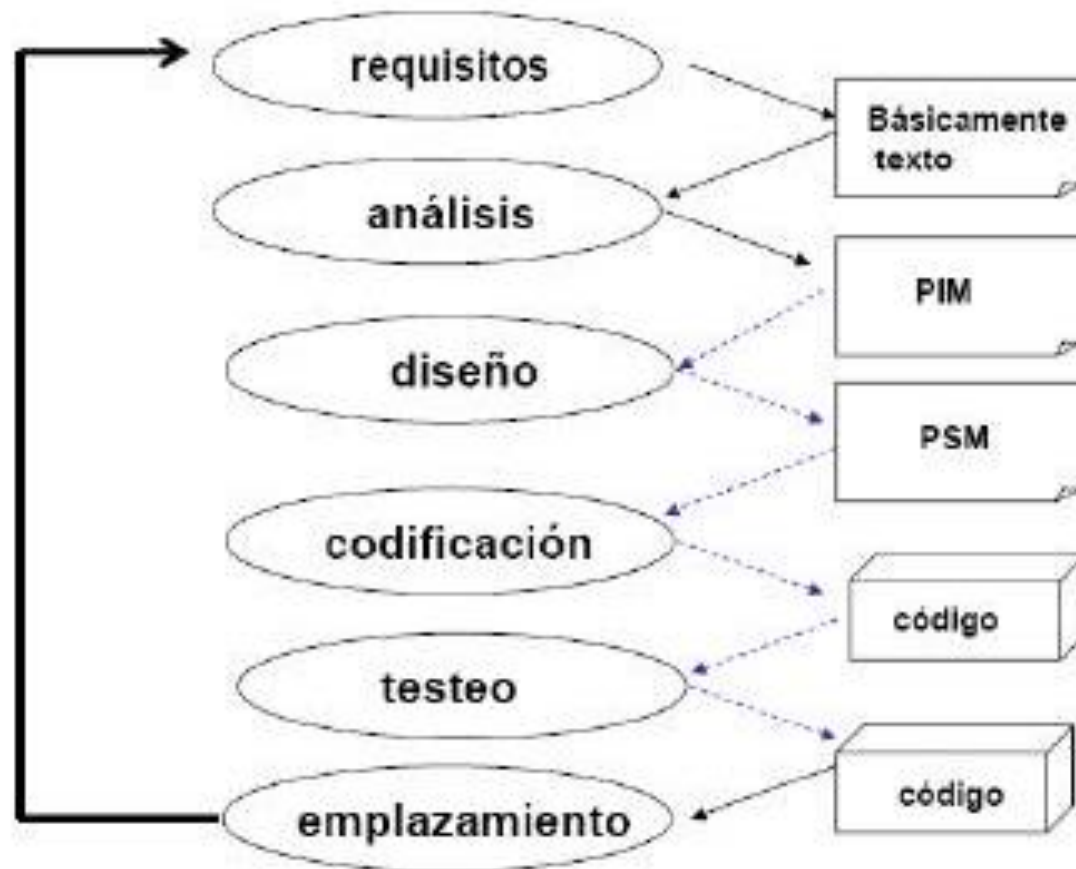 requisitos
Básicamente
texto
análisis
PIM
diseño
PSM
codificación
código
testeo
código
emplazamiento